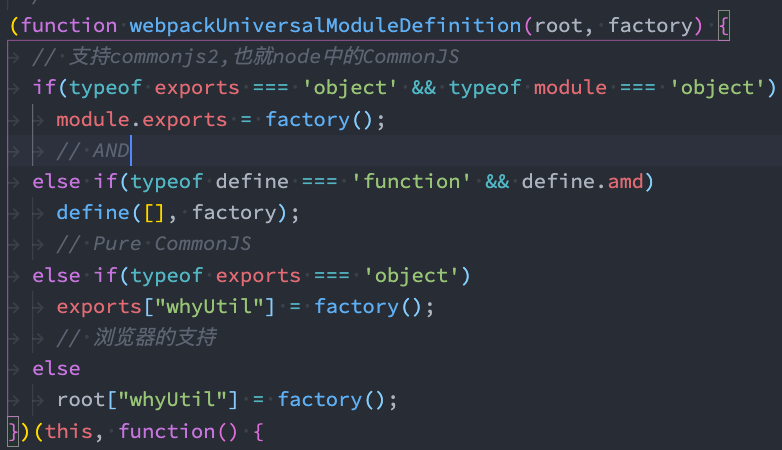 (function webpackUniversalModuleDefinition(root, factory) {
// 支持commonjs2,也就node中的CommonJS
if(typeof exports === 'object' && typeof module === 'object')
module.exports = factory();
// AND
else if(typeof define === 'function' && define.amd)
define([], factory);
// Pure CommonJS
else if(typeof exports === 'object')
exports["whyUtil"] = factory();
// 浏览器的支持
else
root["whyUtil"] = factory();
})(this, function() {